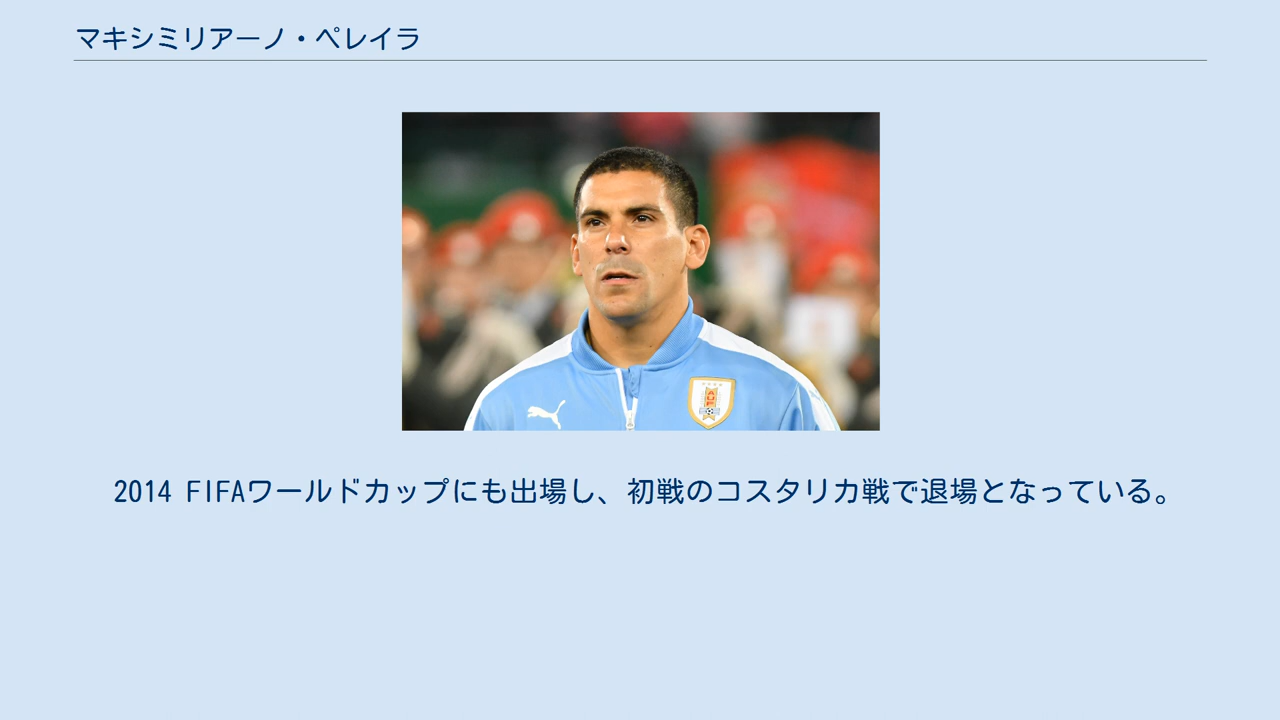 マキシミリアーノ・ペレイラ
2014 FIFAワールドカップにも出場し、初戦のコスタリカ戦で退場となっている。